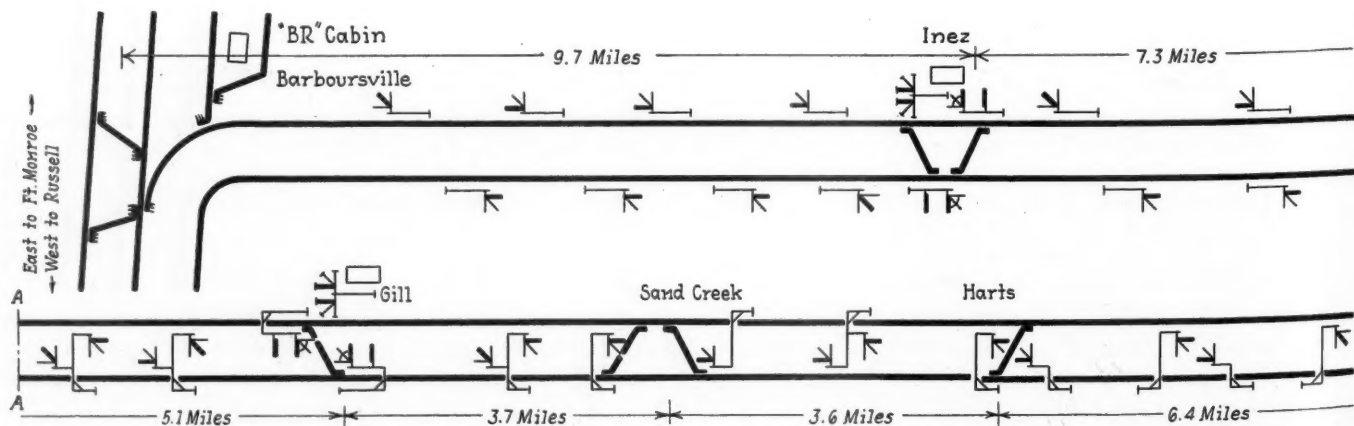 "BR" Cabin
Barboursville
9.7 Miles
Inez
7.3 Miles
East to Ft. Monroe
West to Russell
A
Gill
Sand Creek
Harts
A
5.1 Miles
3.7 Miles
3.6 Miles
6.4 Miles